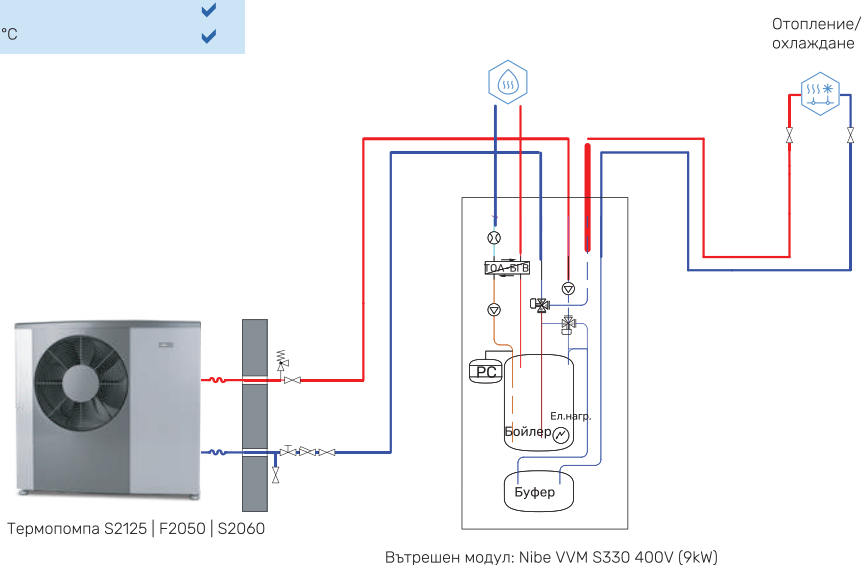 °C
Отопление/
охлаждане
ТОА-БГВ
РС
Ел.нагр.
Бойлер
Буфер
Термопомпа S2125 | F2050 | S2060
Вътрешен модул: Nibe VVM S330 400V (9kW)